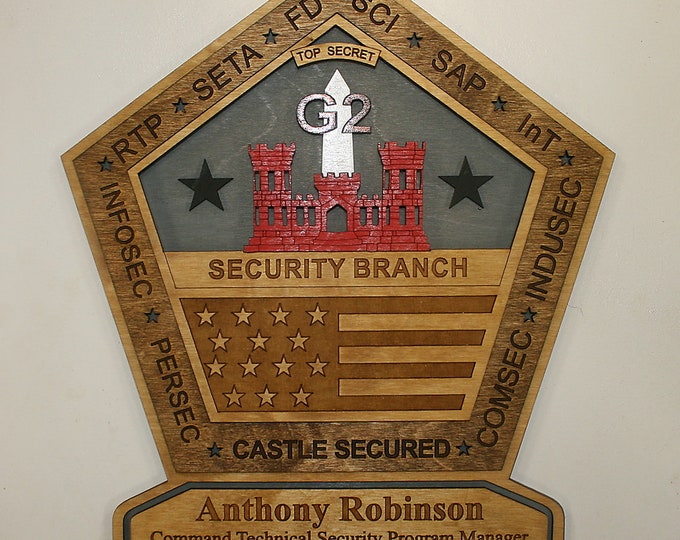 RTP ★ SETA ★ FD ★ SCI ★ SAP ★ InT ★
TOP SECRET
G2
SECURITY BRANCH
INFOSEC ★ PERSEC ★ CASTLE SECURED ★ COMSEC ★ INDUSEC
Anthony Robinson
Command Technical Security Program Manager